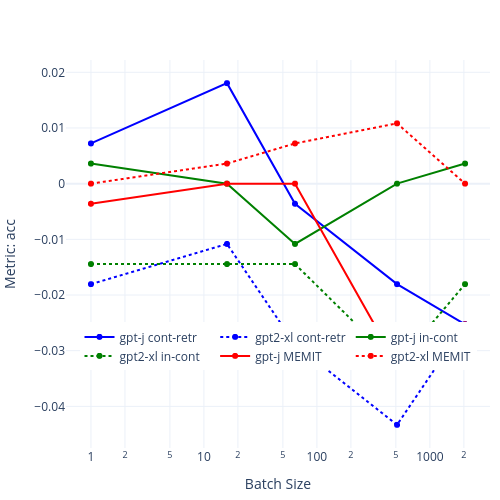 0.02
0.01
0
−0.01
−0.02
−0.03
−0.04
Metric: acc
gpt-j cont-retr gpt2-xl cont-retr gpt-j in-cont
gpt2-xl in-cont gpt-j MEMIT gpt2-xl MEMIT
1 2 5 10 2 5 100 2 5 1000 2
Batch Size